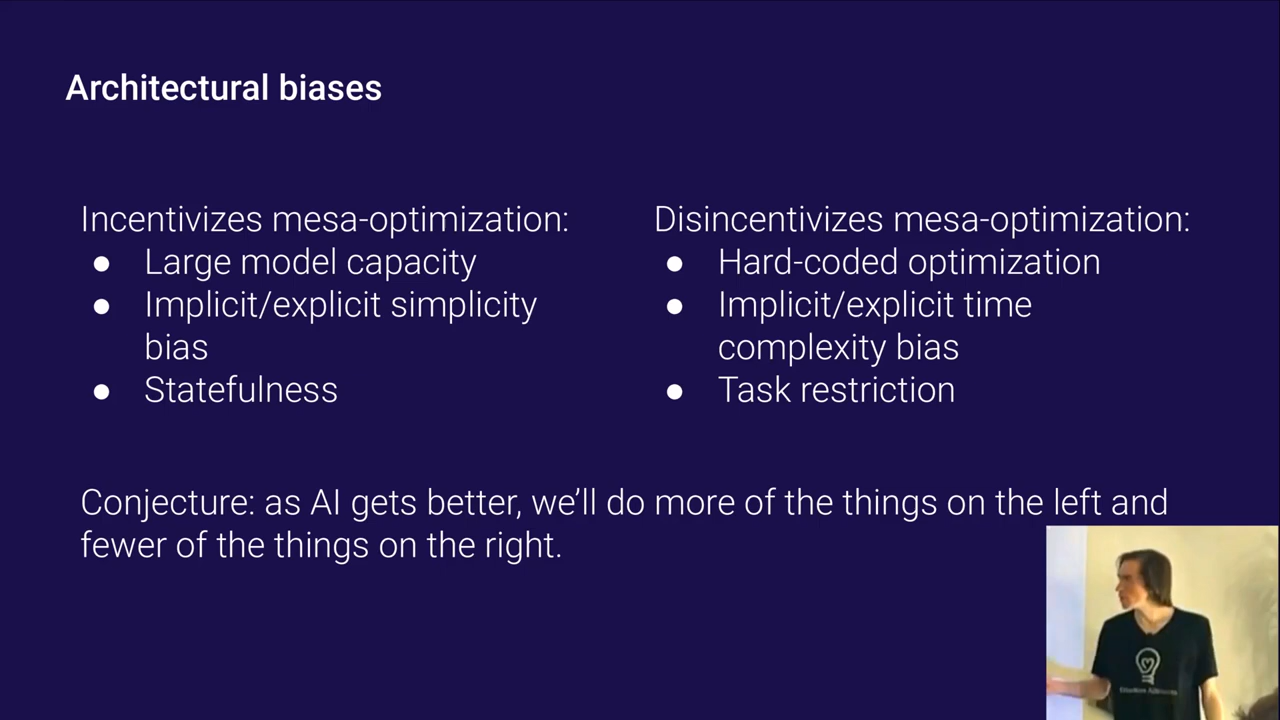 Architectural biases
Incentivizes mesa-optimization:
● Large model capacity
● Implicit/explicit simplicity
bias
● Statefulness
Disincentivizes mesa-optimization:
● Hard-coded optimization
● Implicit/explicit time
complexity bias
● Task restriction
Conjecture: as AI gets better, we’ll do more of the things on the left and
fewer of the things on the right.